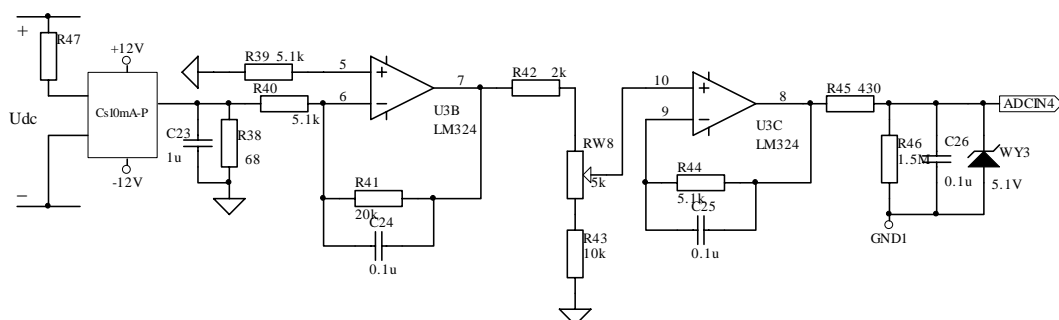 +
R47
+12V
Udc
Cs10mA-P
-12V
−
C23
1u
R38
68
R39 5.1k
R40
5.1k
5
6
7
+
−
U3B
LM324
R41
20k
C24
0.1u
R42 2k
RW8
5k
R43
10k
10
9
8
+
−
U3C
LM324
R44
5.1k
C25
0.1u
R45 430
ADCIN4
R46
1.5M
C26
0.1u
WY3
5.1V
GND1